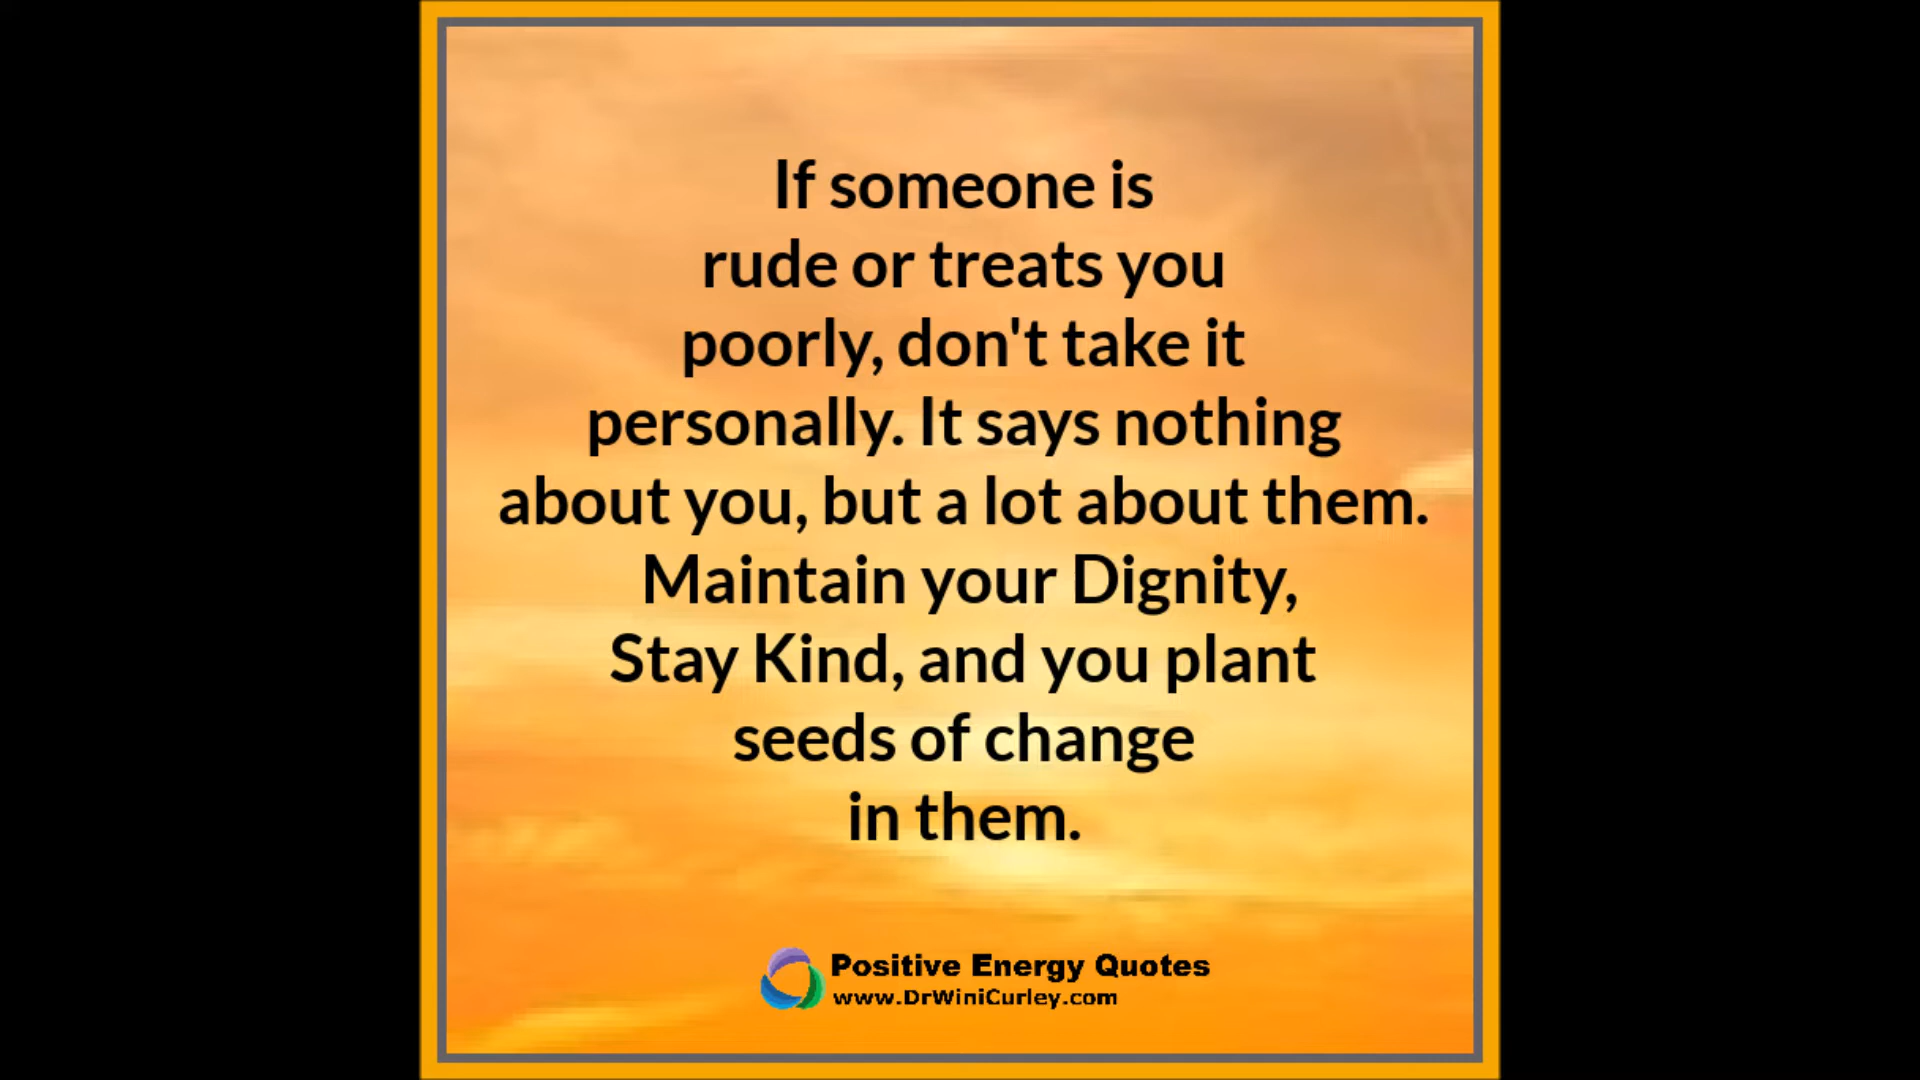 If someone is
rude or treats you
poorly, don't take it
personally. It says nothing
about you, but a lot about them.
Maintain your Dignity,
Stay Kind, and you plant
seeds of change
in them.
Positive Energy Quotes
www.DrWiniCurley.com